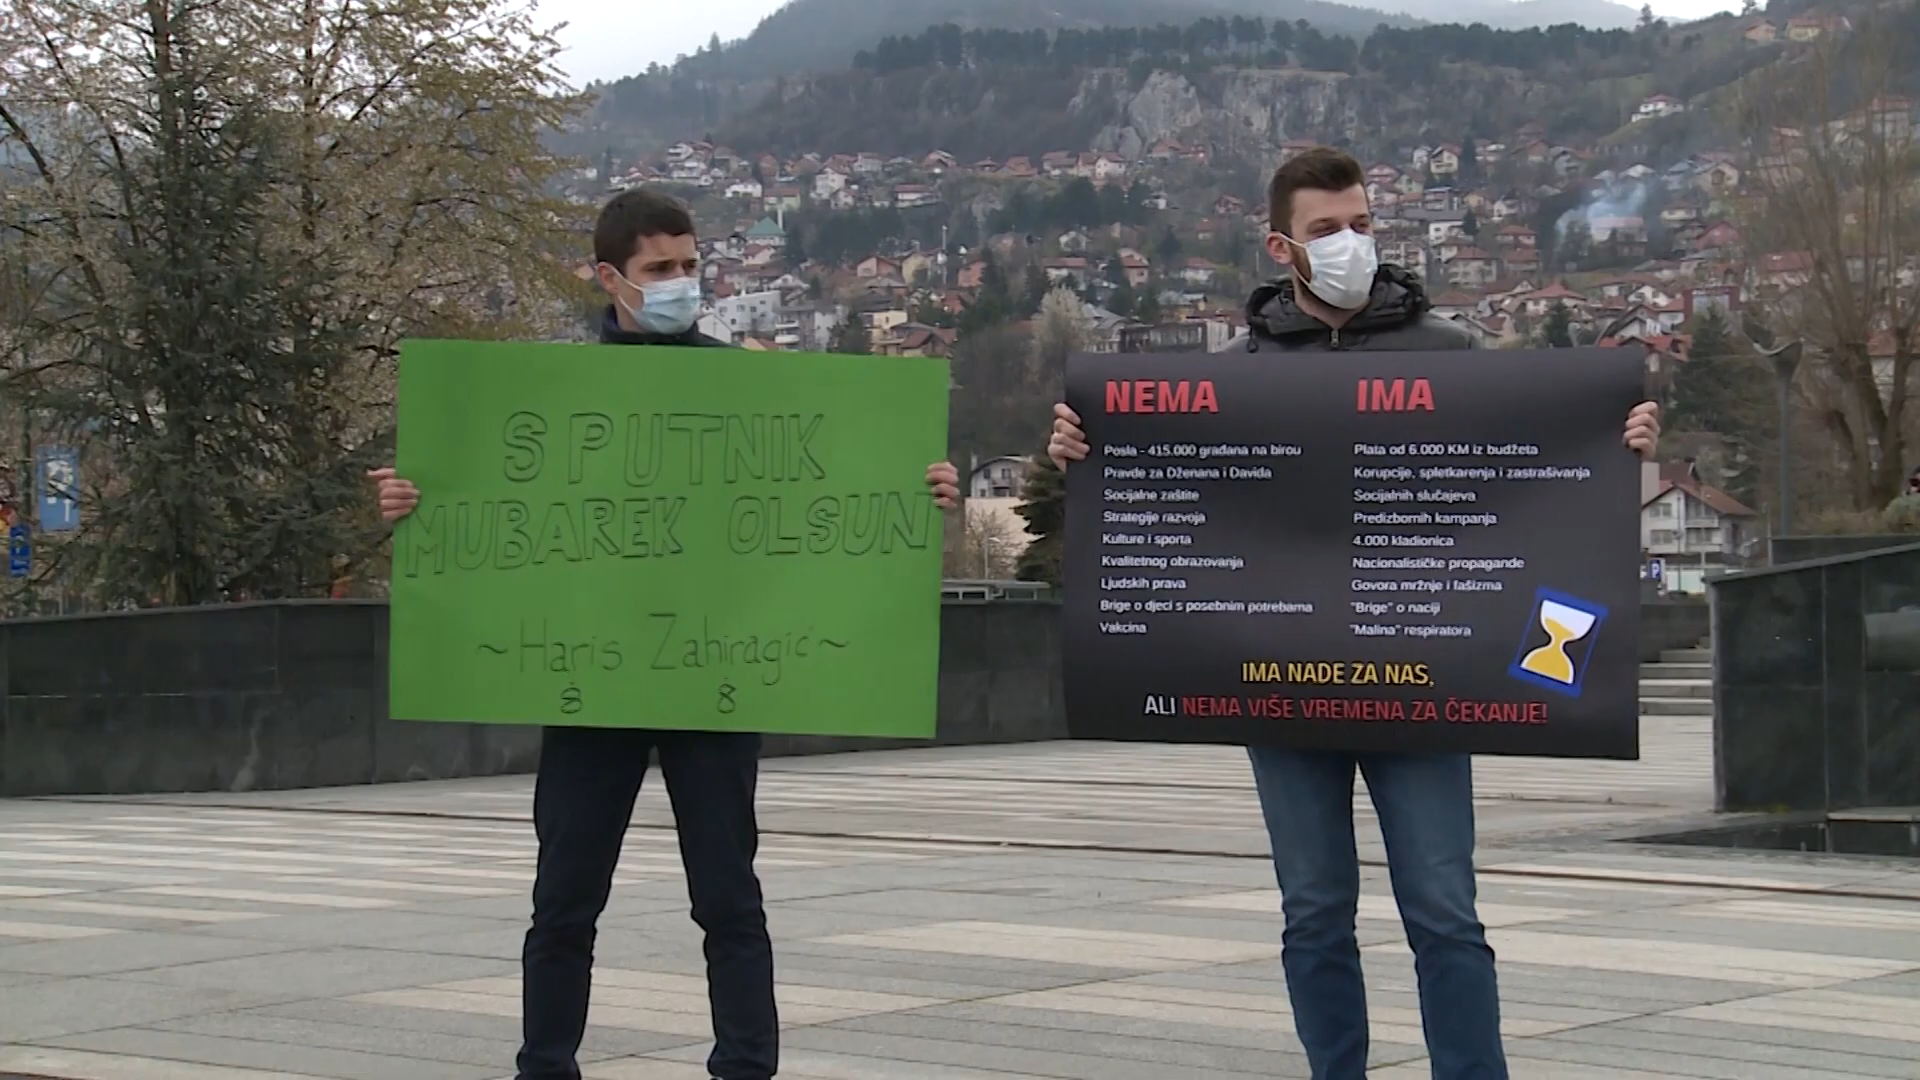 SPUTNIK
MUBAREK OLSUN
~Haris Zahiragić~
8 8
NEMA
Posla - 415.000 građana na birou
Pravde za Dženana i Davida
Socijalne zaštite
Strategije razvoja
Kulture i sporta
Kvalitetnog obrazovanja
Ljudskih prava
Brige o djeci s posebnim potrebama
Vakcina
IMA
Plata od 6.000 KM iz budžeta
Korupcije, spletkarenja i zastrašivanja
Socijalnih slučajeva
Predizbornih kampanja
4.000 kladionica
Nacionalističke propagande
Govora mržnje i fašizma
"Brige" o naciji
"Malina" respiratora
IMA NADE ZA NAS,
ALI NEMA VIŠE VREMENA ZA ČEKANJE!
P